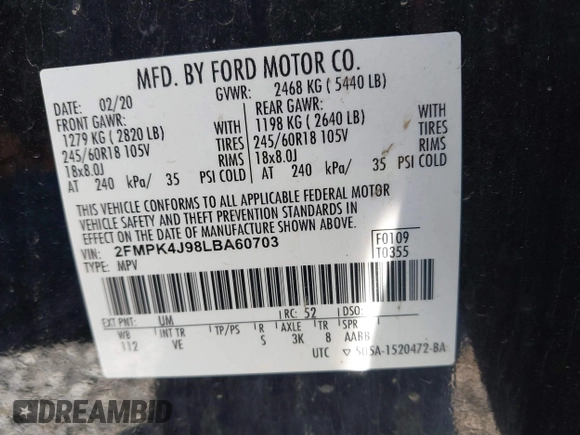 MFD. BY FORD MOTOR CO.
DATE: 02/20 GVWR: 2468 KG ( 5440 LB)
FRONT GAWR: REAR GAWR:
1279 KG ( 2820 LB) WITH 1198 KG ( 2640 LB) WITH
245/60R18 105V TIRES 245/60R18 105V TIRES
18x8.0J RIMS 18x8.0J RIMS
AT 240 kPa/ 35 PSI COLD AT 240 kPa/ 35 PSI COLD
THIS VEHICLE CONFORMS TO ALL APPLICABLE FEDERAL MOTOR
VEHICLE SAFETY AND THEFT PREVENTION STANDARDS IN
EFFECT ON THE DATE OF MANUFACTURE SHOWN ABOVE.
VIN: 2FMPK4J98LBA60703 F0109
TYPE: MPV T0355
EXT PNT: UM RC: 52 DSO:
WB INT TR TP/PS R AXLE TR SPR
112 VE S 3K 8 AABB
UTC 5U5A-1520472-BA
DREAMBID